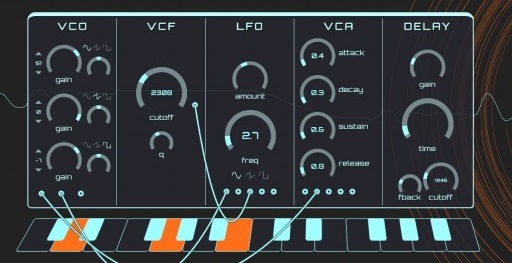 VCO
VCF
LFO
VCA
DELAY
gain
gain
gain
2308
cutoff
q
amount
2.7
freq
0.4
attack
0.3
decay
0.6
sustain
0.8
release
gain
time
fback
cutoff